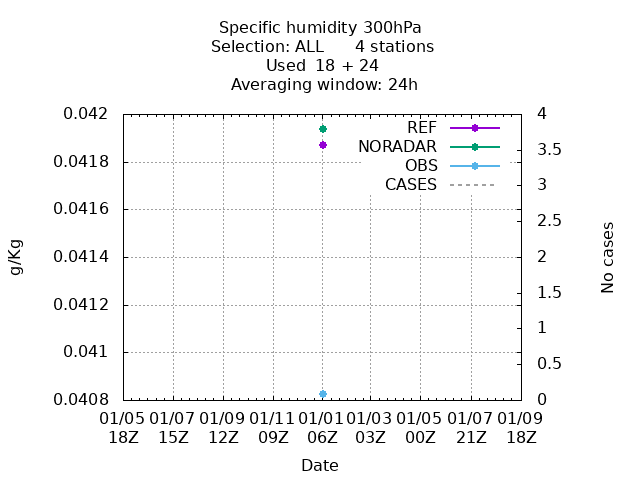 Specific humidity 300hPa
Selection: ALL 4 stations
Used 18 + 24
Averaging window: 24h
0.042
0.0418
0.0416
0.0414
0.0412
0.041
0.0408
g/Kg
REF
NORADAR
OBS
CASES
4
3.5
3
2.5
2
1.5
1
0.5
0
No cases
01/05 01/07 01/09 01/11 01/01 01/03 01/05 01/07 01/09
18Z 15Z 12Z 09Z 06Z 03Z 00Z 21Z 18Z
Date